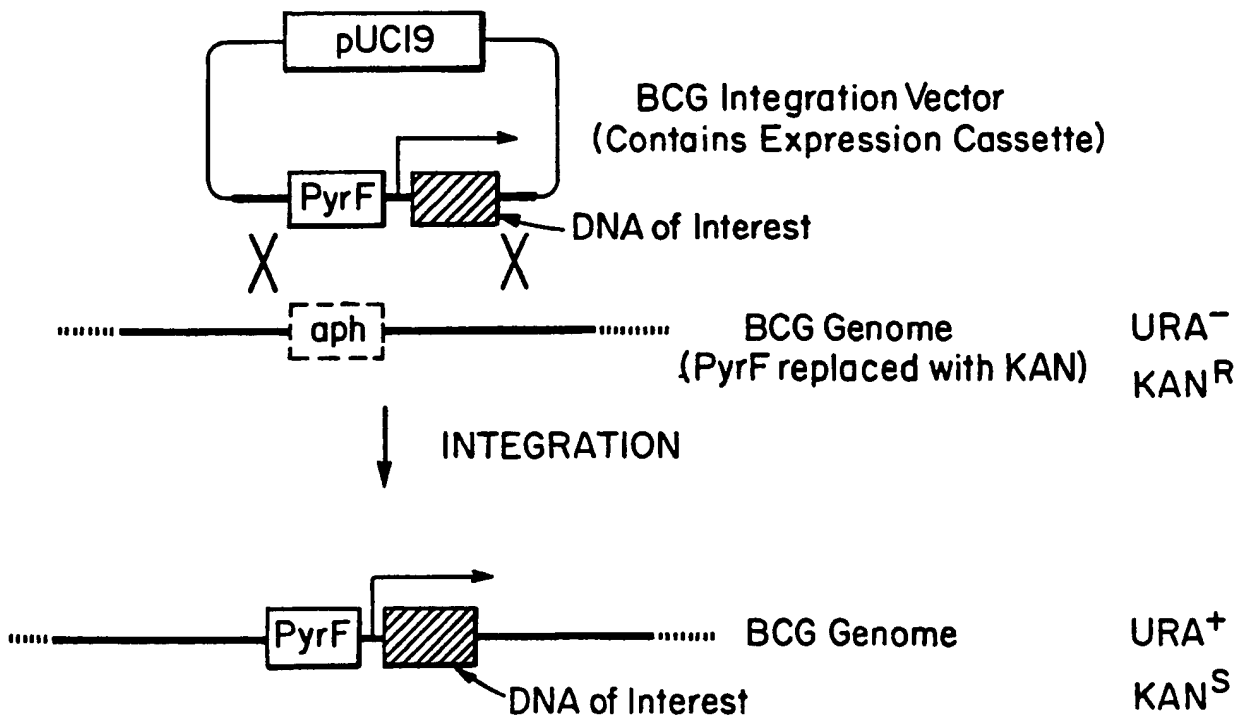 pUC19
BCG Integration Vector
(Contains Expression Cassette)
PyrF
DNA of Interest
X X
aph
BCG Genome
(PyrF replaced with KAN)
URA⁻
KANᴿ
INTEGRATION
PyrF
DNA of Interest
BCG Genome
URA⁺
KANˢ